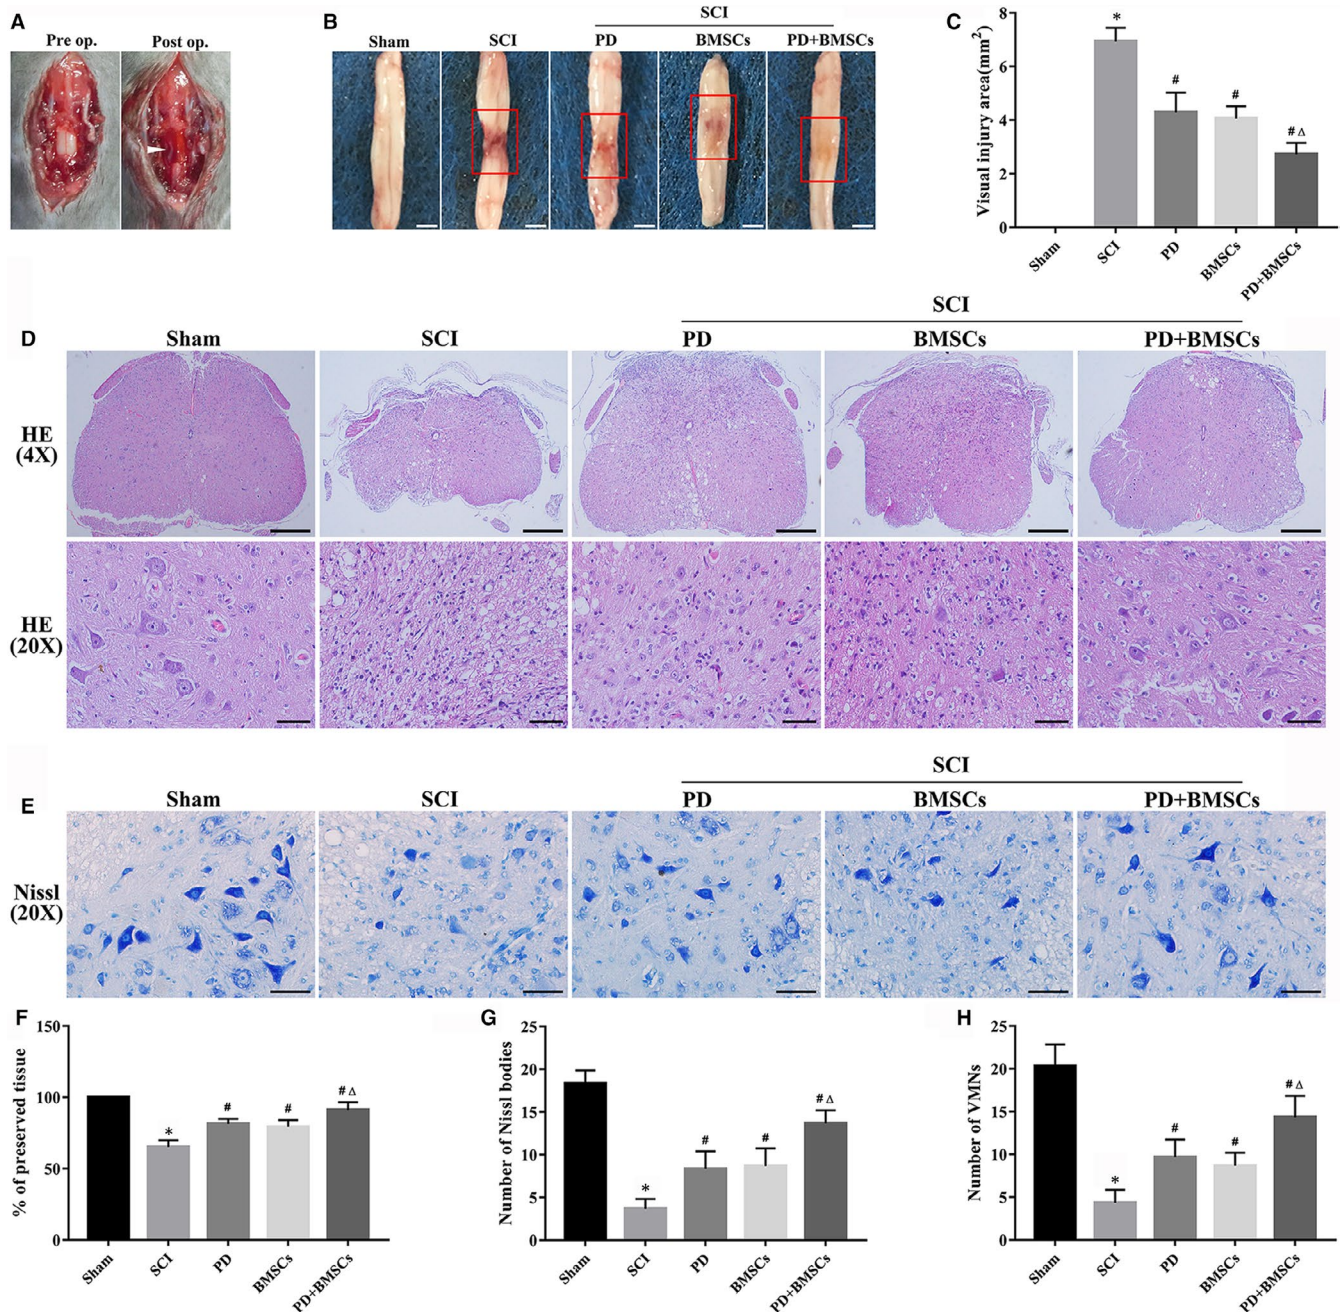 A
Pre op.
Post op.
B
SCI
Sham
SCI
PD
BMSCs
PD+BMSCs
C
Visual injury area(mm²)
8
6
4
2
0
*
#
#
# Δ
Sham
SCI
PD
BMSCs
PD+BMSCs
D
SCI
Sham
SCI
PD
BMSCs
PD+BMSCs
HE
(4X)
HE
(20X)
E
SCI
Sham
SCI
PD
BMSCs
PD+BMSCs
Nissl
(20X)
F
% of preserved tissue
150
100
50
0
*
#
#
# Δ
Sham
SCI
PD
BMSCs
PD+BMSCs
G
Number of Nissl bodies
25
20
15
10
5
0
*
#
#
# Δ
Sham
SCI
PD
BMSCs
PD+BMSCs
H
Number of VMNs
25
20
15
10
5
0
*
#
#
# Δ
Sham
SCI
PD
BMSCs
PD+BMSCs